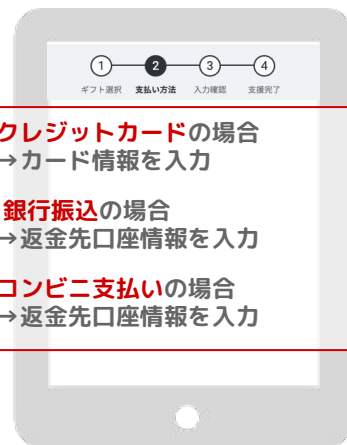 1 2 3 4
ギフト選択 支払い方法 入力確認 支援完了
クレジットカードの場合
→カード情報を入力
銀行振込の場合
→返金先口座情報を入力
コンビニ支払いの場合
→返金先口座情報を入力